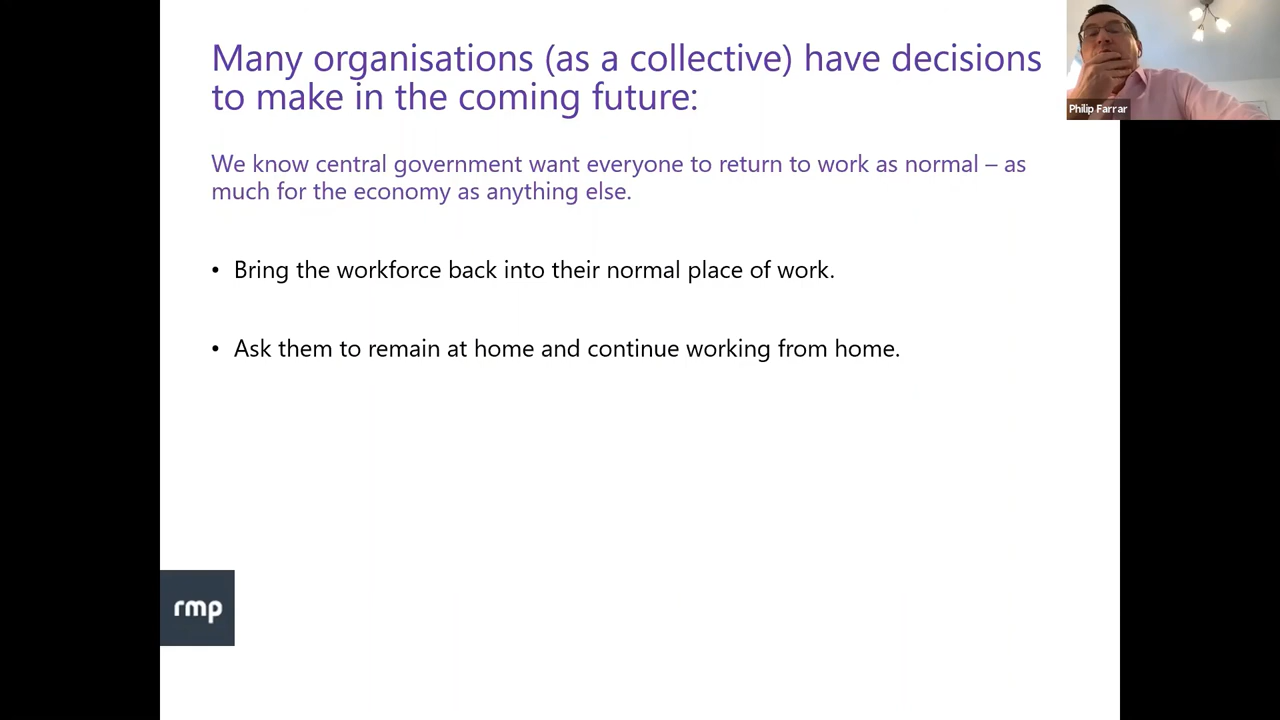 Many organisations (as a collective) have decisions
to make in the coming future:
Philip Farrar
We know central government want everyone to return to work as normal – as
much for the economy as anything else.
• Bring the workforce back into their normal place of work.
• Ask them to remain at home and continue working from home.
rmp